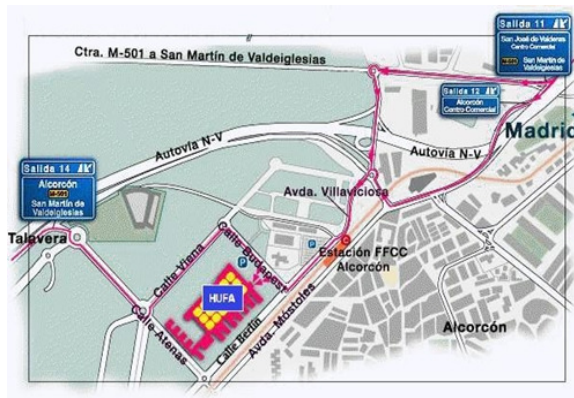 Salida 11
San José de Valderas
Centro Comercial
M-501 San Martín de
Valdeiglesias
Ctra. M-501 a San Martín de Valdeiglesias
Salida 12
Alcorcón
Centro Comercial
Madrid
Autovía N-V
Autovía N-V
Salida 14
Alcorcón
M-501
San Martín de
Valdeiglesias
Avda. Villaviciosa
Talavera
Calle Viena
Calle Budapest
P
P
Estación FFCC
Alcorcón
HUFA
Calle Atenas
Calle Berlín
Avda. Móstoles
Alcorcón